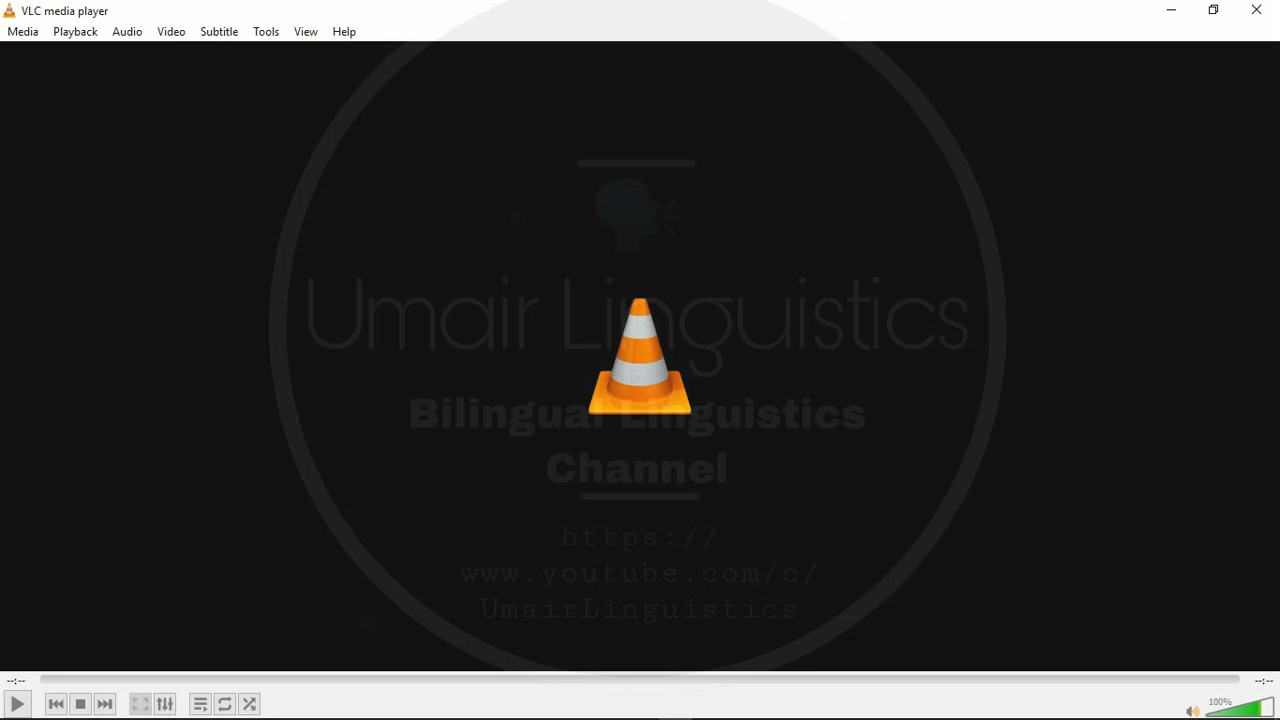 VLC media player
Media Playback Audio Video Subtitle Tools View Help
Umair Linguistics
Bilingual Linguistics
Channel
https://
www.youtube.com/c/
UmairLinguistics
--:-- --:--
100%